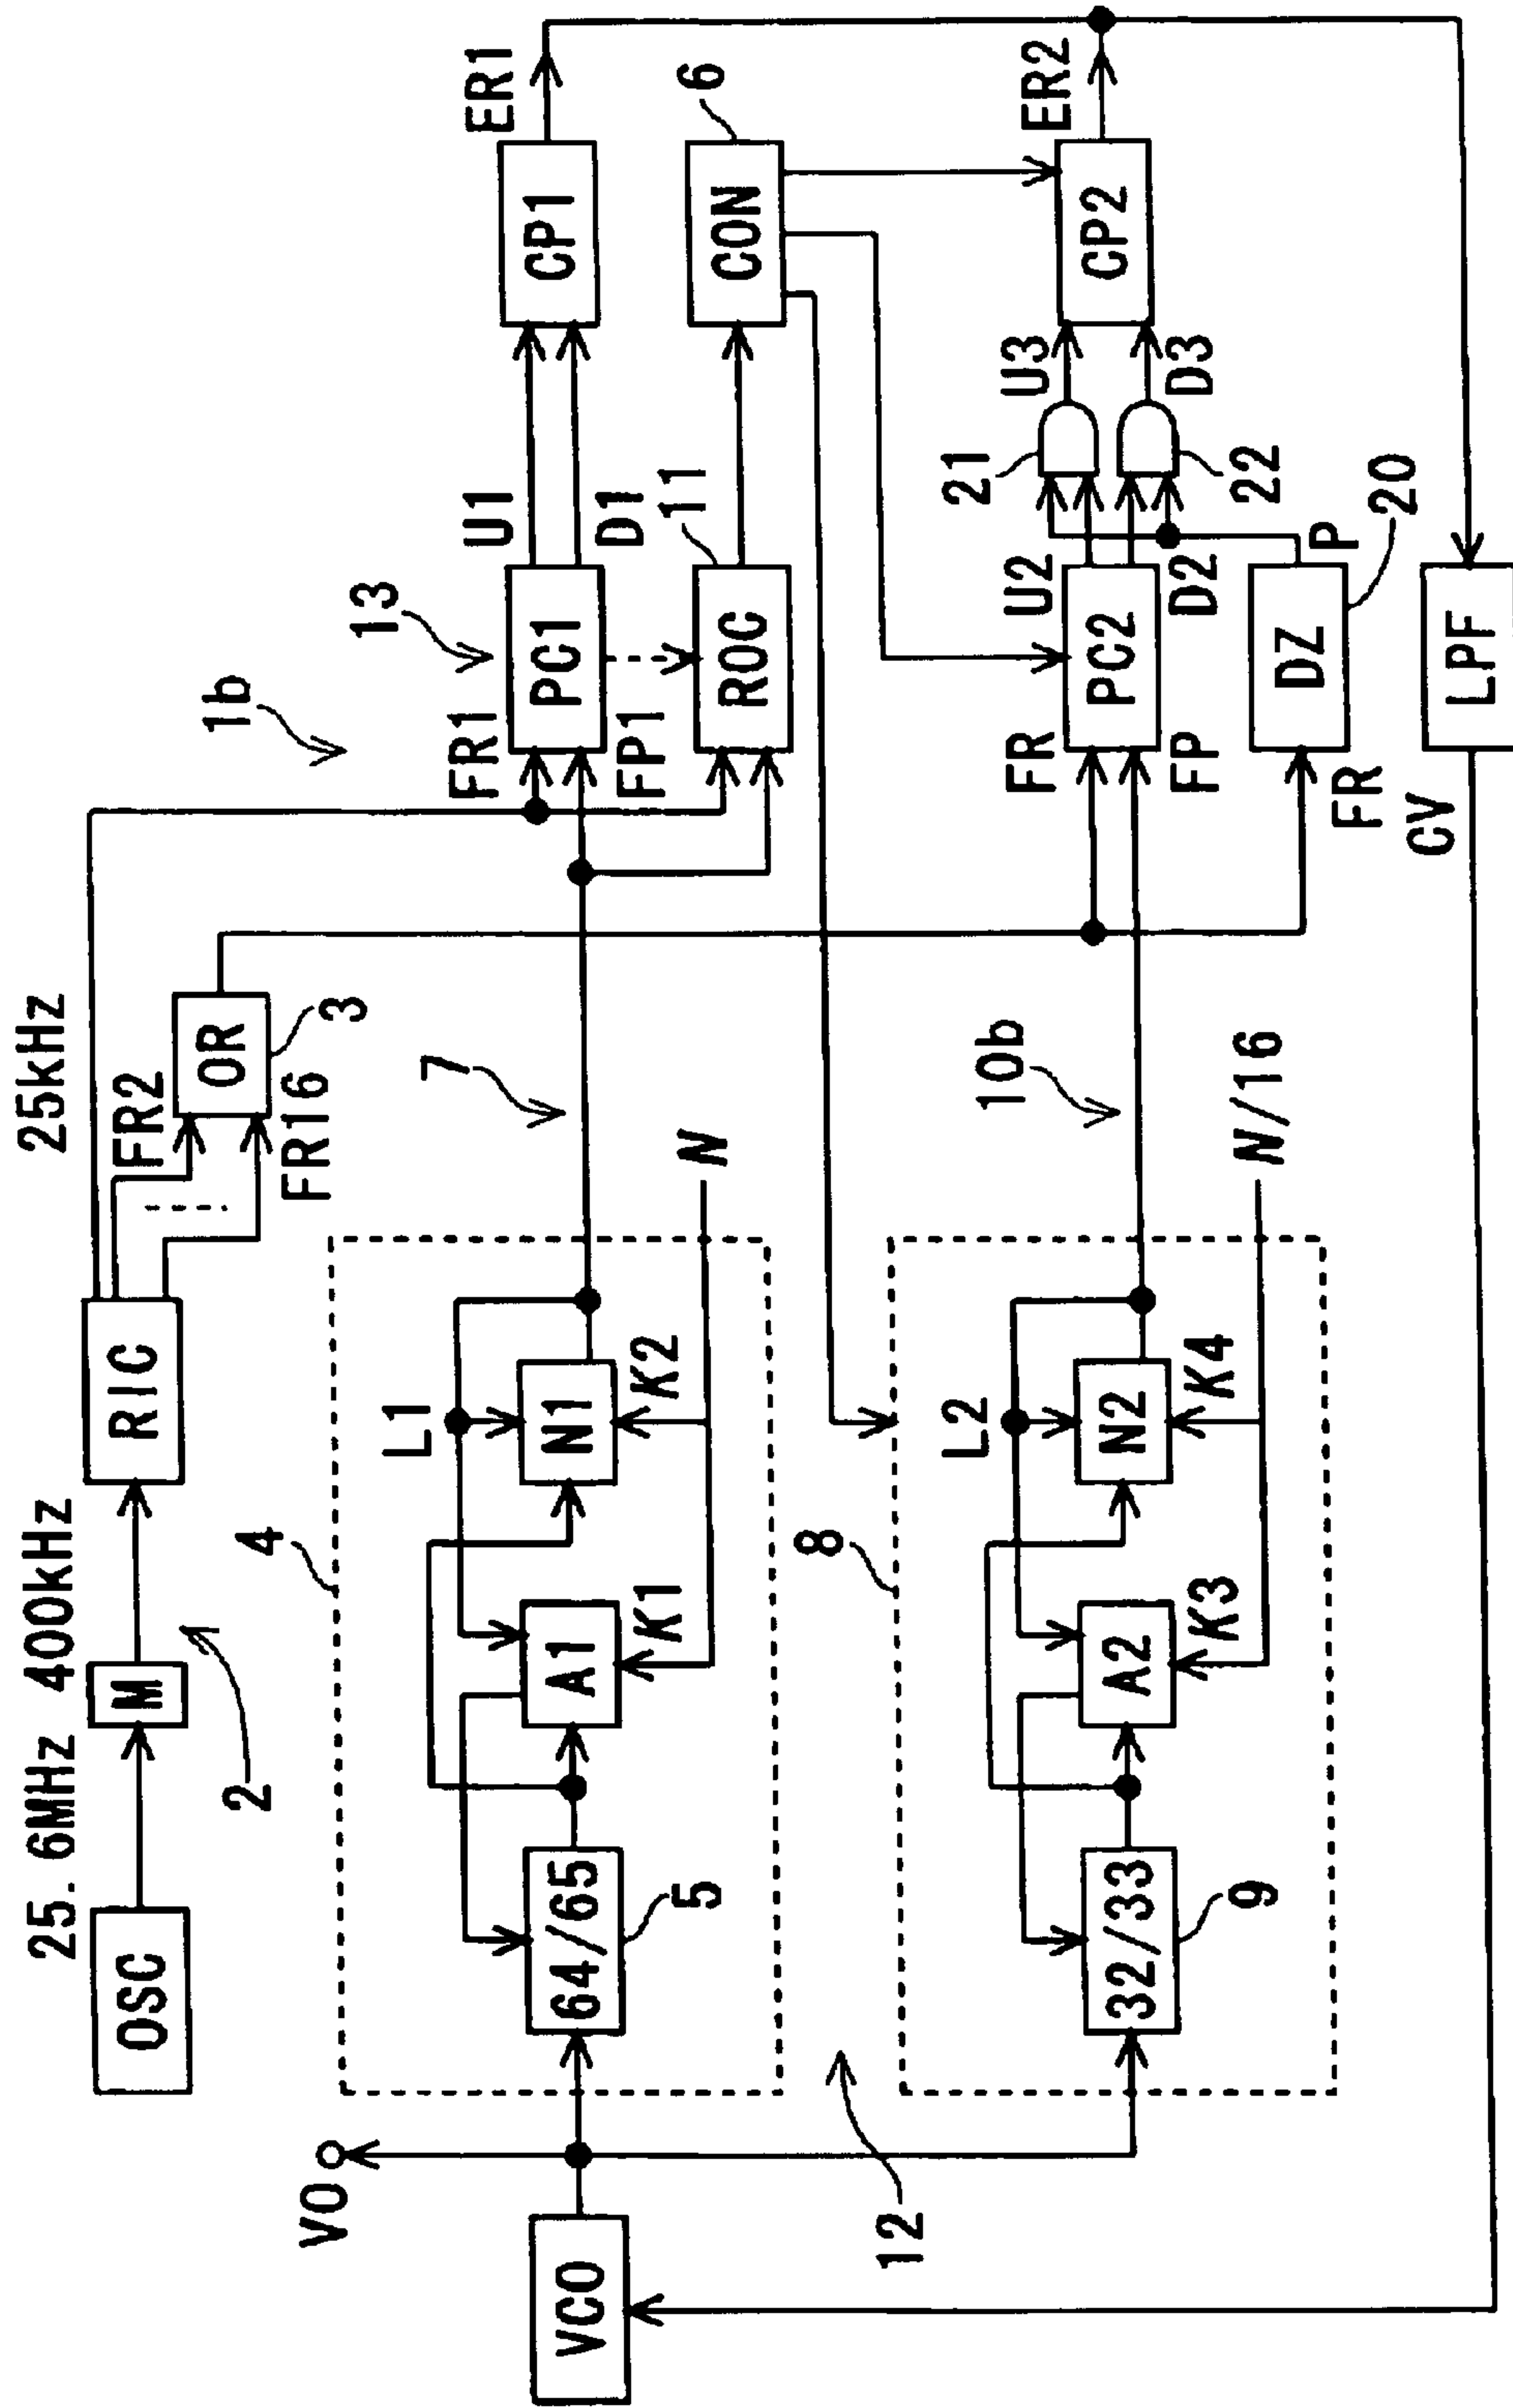 25.6MHz
400kHz
25kHz
OSC
M
RIC
2
FR2
OR
3
FR16
1b
13
VO
4
7
FR1
PC1
FP1
U1
D1
CP1
ER1
L1
VCO
64/65
5
A1
K1
N1
K2
N
ROC
11
CON
6
12
8
10b
L2
32/33
9
A2
K3
N2
K4
N/16
FR
PC2
FP
U2
D2
21
22
U3
D3
CP2
ER2
FR
DZ
P
20
CV
LPF